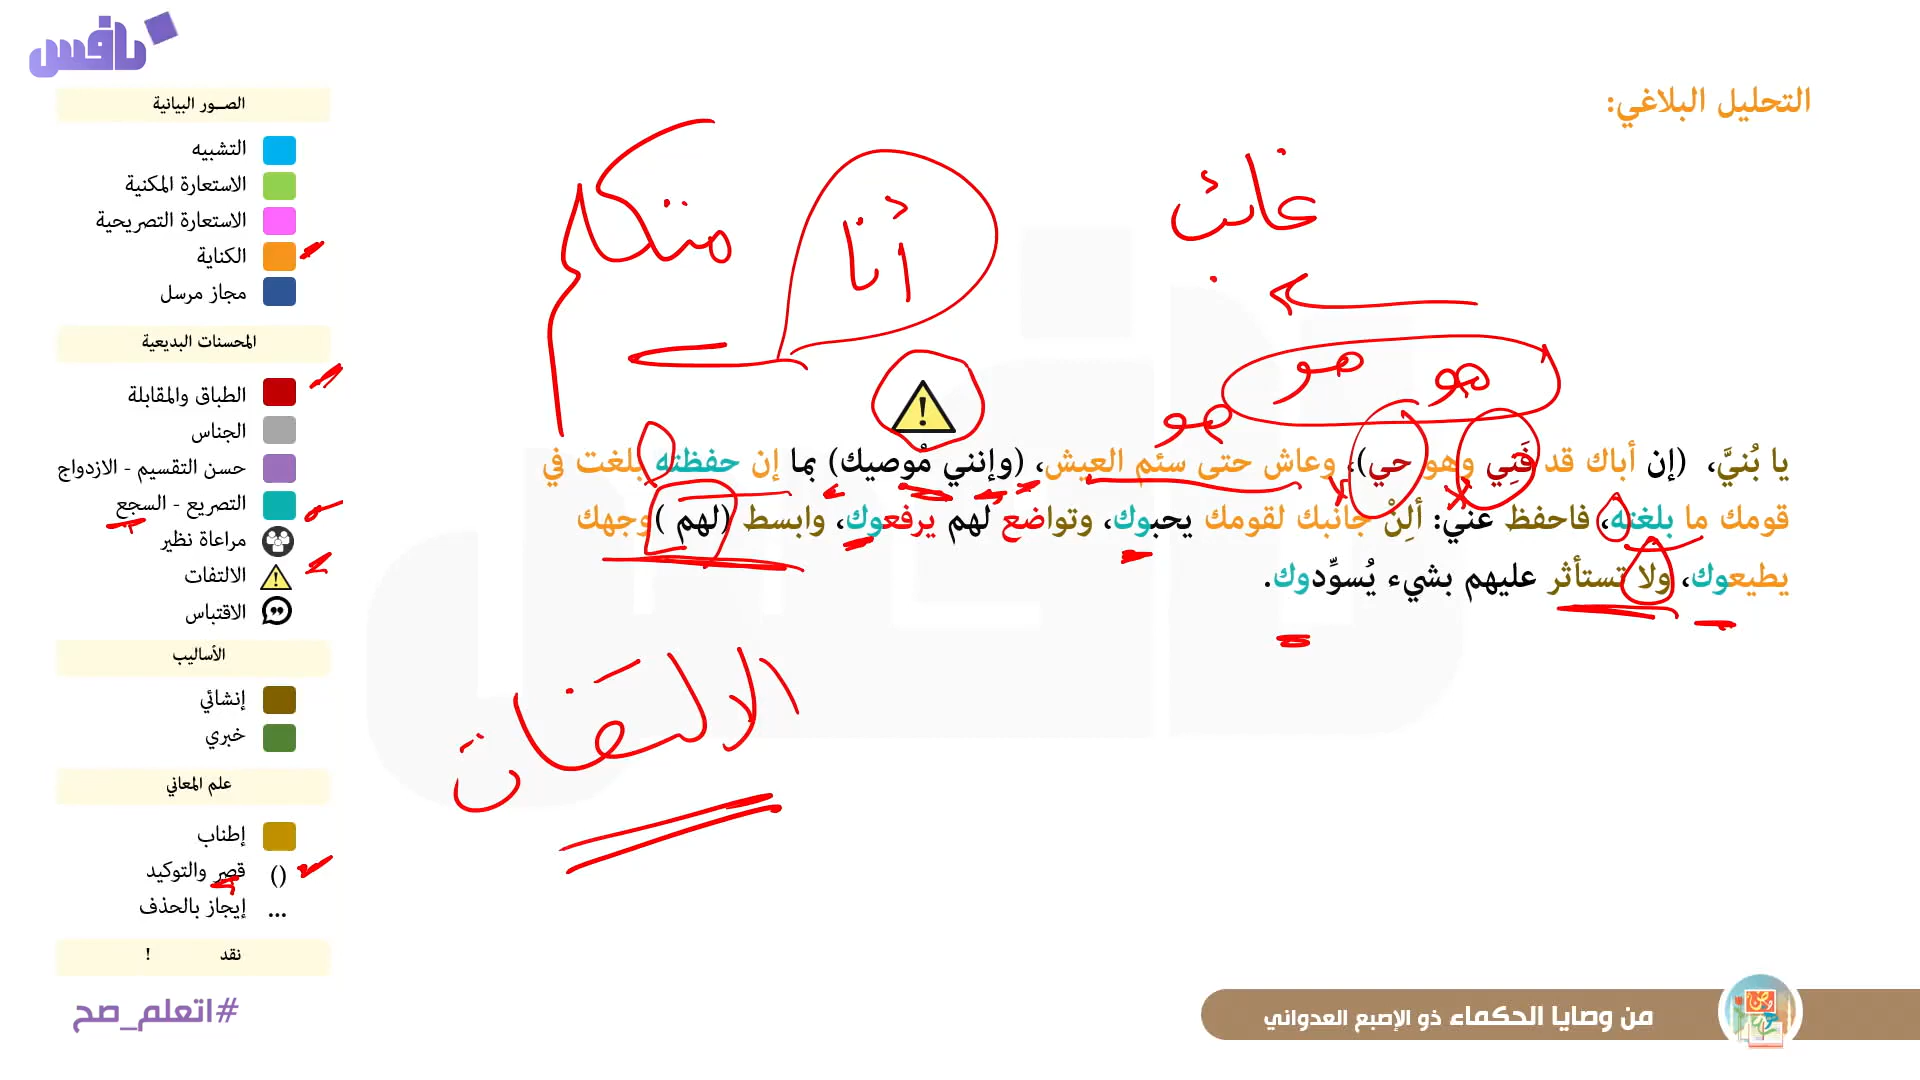 نافس
التحليل البلاغي:
غائب
متكلم
أنا
هو هو
هو
يا بُنيَّ، (إن أباك قد فَنِي وهو حي)، وعاش حتى سئم العيش، (وإنني مُوصيك) بما إن حفظته بلغت في
قومك ما بلغته، فاحفظ عني: ألِنْ جانبك لقومك يحبوك، وتواضع لهم يرفعوك، وابسط (لهم) وجهك
يطيعوك، ولا تستأثر عليهم بشيء يُسوِّدوك.
الالتفات
الصور البيانية
التشبيه
الاستعارة المكنية
الاستعارة التصريحية
الكناية
مجاز مرسل
المحسنات البديعية
الطباق والمقابلة
الجناس
حسن التقسيم - الازدواج
التصريع - السجع
مراعاة نظير
الالتفات
الاقتباس
الأساليب
إنشائي
خبري
علم المعاني
إطناب
قصر والتوكيد ()
إيجاز بالحذف ...
نقد !
#اتعلم_صح
من وصايا الحكماء ذو الإصبع العدواني